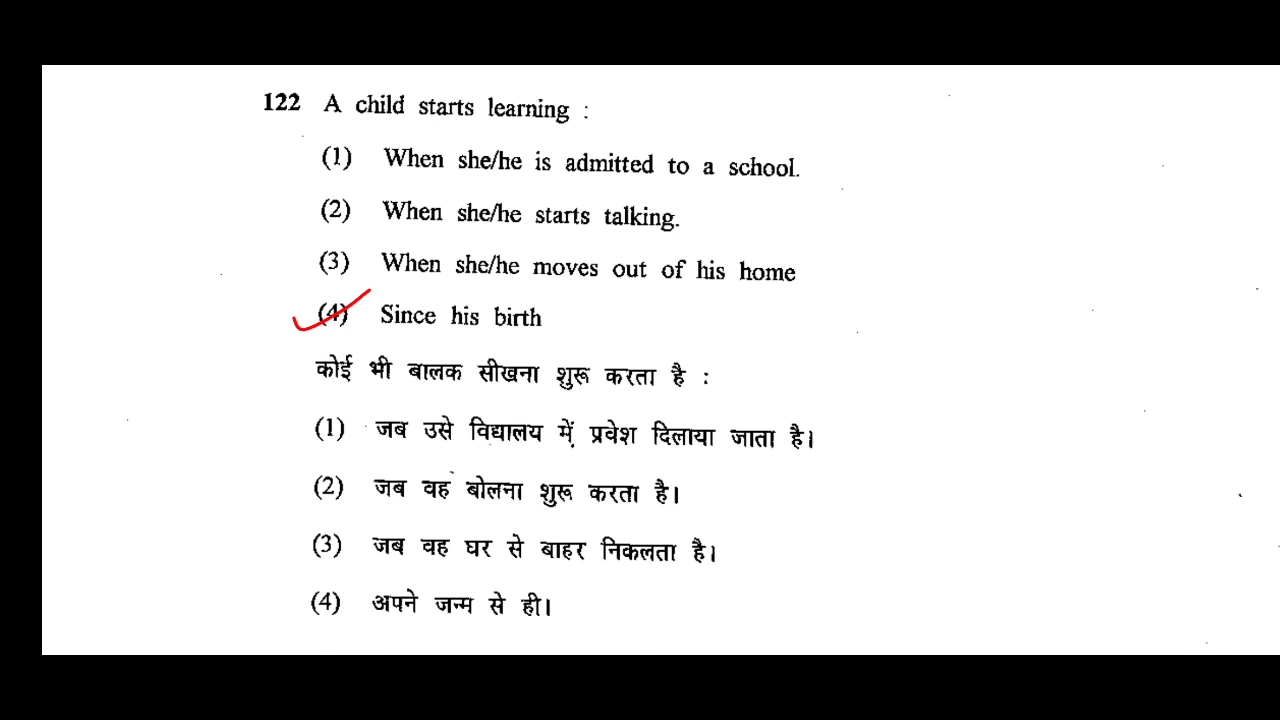 122 A child starts learning :
(1) When she/he is admitted to a school.
(2) When she/he starts talking.
(3) When she/he moves out of his home
(4) Since his birth
कोई भी बालक सीखना शुरू करता है :
(1) जब उसे विद्यालय में प्रवेश दिलाया जाता है।
(2) जब वह बोलना शुरू करता है।
(3) जब वह घर से बाहर निकलता है।
(4) अपने जन्म से ही।